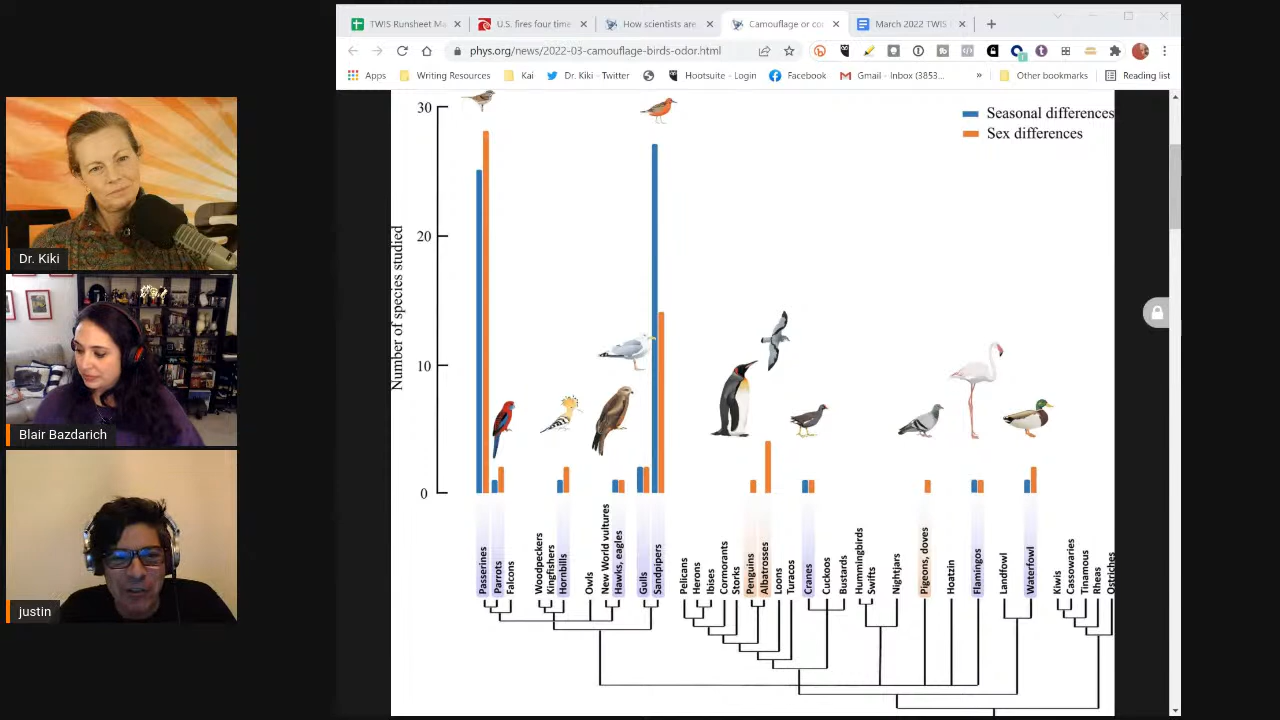 TWIS Runsheet Ma
U.S. fires four time
How scientists are
Camouflage or co
March 2022 TWIS
phys.org/news/2022-03-camouflage-birds-odor.html
Apps
Writing Resources
Kai
Dr. Kiki - Twitter
Hootsuite - Login
Facebook
Gmail - Inbox (3853...
»
Other bookmarks
Reading list
Dr. Kiki
Blair Bazdarich
justin
Seasonal differences
Sex differences
Number of species studied
30
20
10
0
Passerines
Parrots
Falcons
Woodpeckers
Kingfishers
Hornbills
Owls
New World vultures
Hawks, eagles
Gulls
Sandpipers
Pelicans
Herons
Ibises
Cormorants
Storks
Penguins
Albatrosses
Loons
Turacos
Cranes
Cuckoos
Bustards
Hummingbirds
Swifts
Nightjars
Pigeons, doves
Hoatzin
Flamingos
Landfowl
Waterfowl
Kiwis
Cassowaries
Tinamous
Rheas
Ostriches